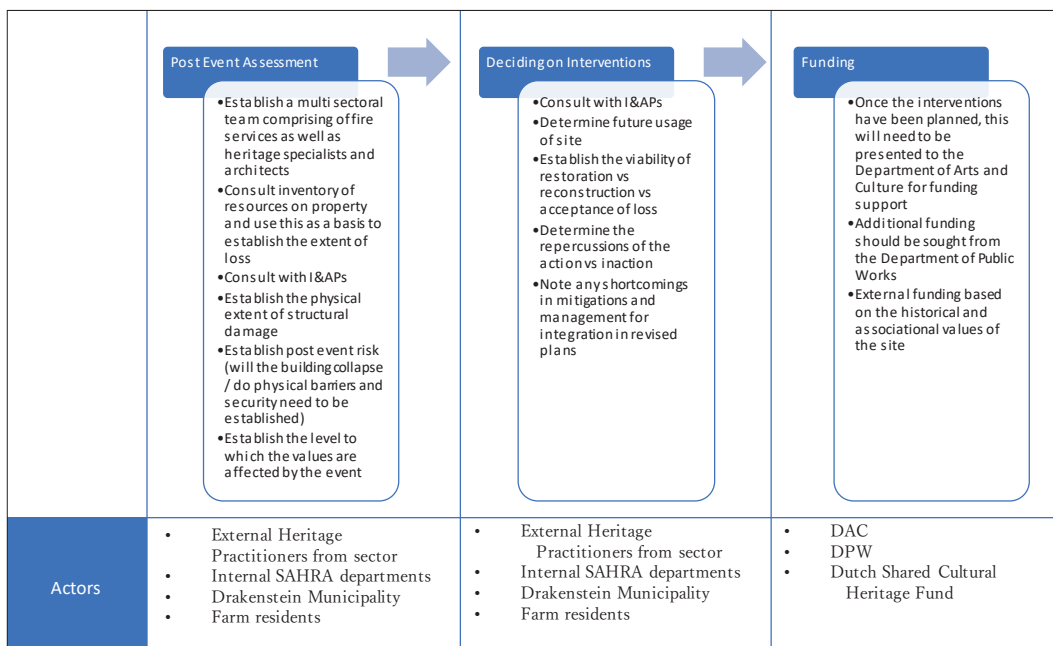 Post Event Assessment
•Establish a multi sectoral
team comprising of fire
services as well as
heritage specialists and
architects
•Consult inventory of
resources on property
and use this as a basis to
establish the extent of
loss
•Consult with I&APs
•Establish the physical
extent of structural
damage
•Establish post event risk
(will the building collapse
/ do physical barriers and
security need to be
established)
•Establish the level to
which the values are
affected by the event
Deciding on Interventions
•Consult with I&APs
•Determine future usage
of site
•Establish the viability of
restoration vs
reconstruction vs
acceptance of loss
•Determine the
repercussions of the
action vs inaction
•Note any shortcomings
in mitigations and
management for
integration in revised
plans
Funding
•Once the interventions
have been planned, this
will need to be
presented to the
Department of Arts and
Culture for funding
support
•Additional funding
should be sought from
the Department of Public
Works
•External funding based
on the historical and
associational values of
the site
Actors
• External Heritage
Practitioners from sector
• Internal SAHRA departments
• Drakenstein Municipality
• Farm residents
• External Heritage
Practitioners from sector
• Internal SAHRA departments
• Drakenstein Municipality
• Farm residents
• DAC
• DPW
• Dutch Shared Cultural
Heritage Fund